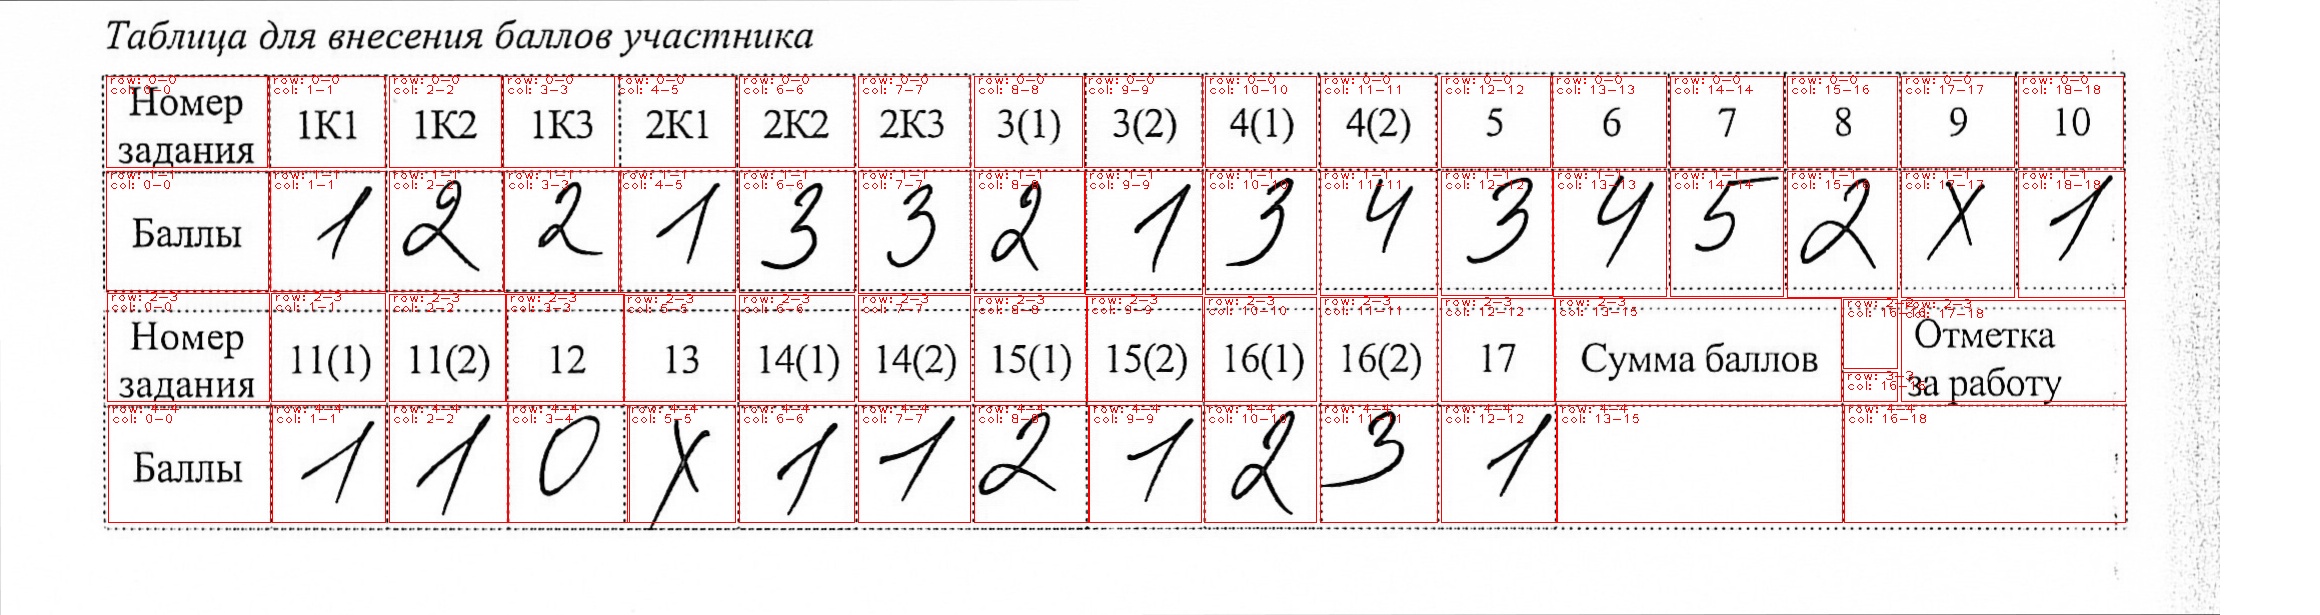 Таблица для внесения баллов участника
Номер задания 1К1 1К2 1К3 2К1 2К2 2К3 3(1) 3(2) 4(1) 4(2) 5 6 7 8 9 10
Баллы 1 2 2 1 3 3 2 1 3 4 3 4 5 2 X 1
Номер задания 11(1) 11(2) 12 13 14(1) 14(2) 15(1) 15(2) 16(1) 16(2) 17 Сумма баллов Отметка за работу
Баллы 1 1 0 X 1 1 2 1 2 3 1